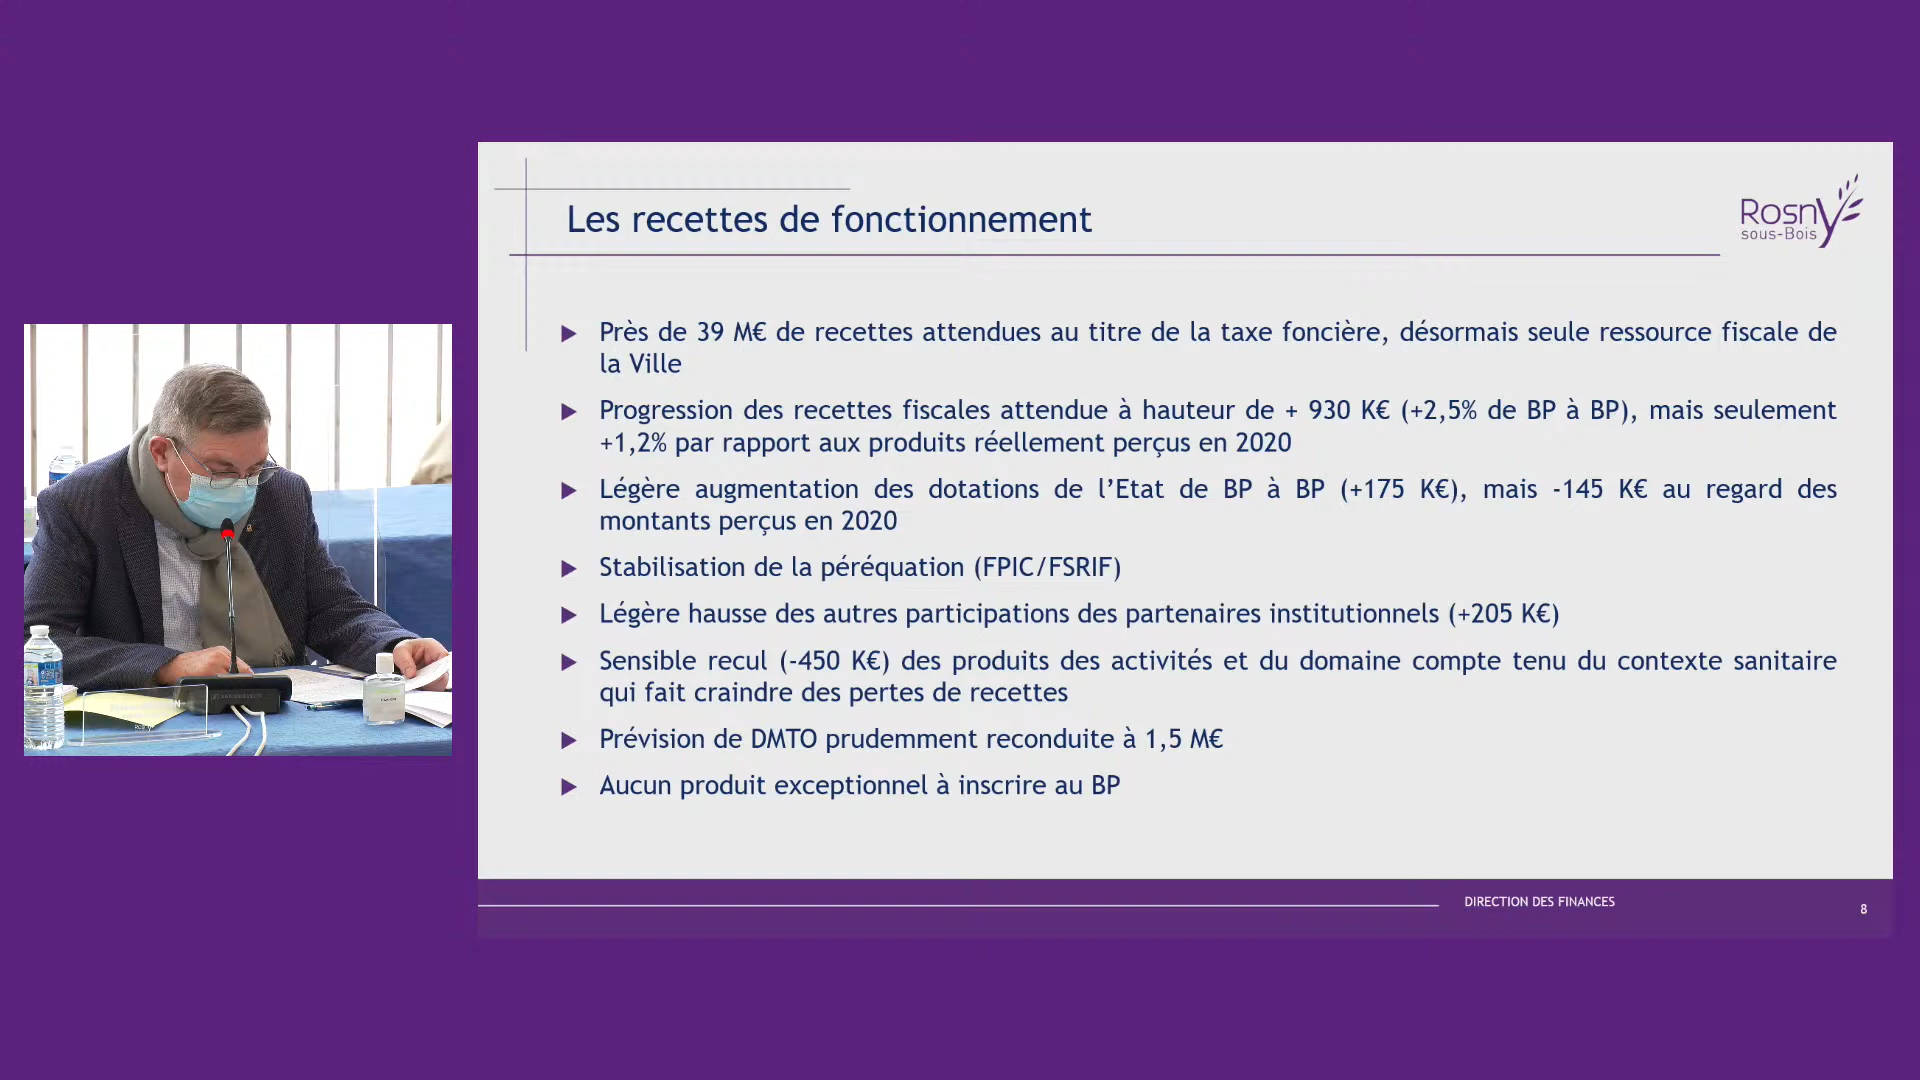 Les recettes de fonctionnement
Rosny
sous-Bois
Près de 39 M€ de recettes attendues au titre de la taxe foncière, désormais seule ressource fiscale de
la Ville
Progression des recettes fiscales attendue à hauteur de + 930 K€ (+2,5% de BP à BP), mais seulement
+1,2% par rapport aux produits réellement perçus en 2020
Légère augmentation des dotations de l’Etat de BP à BP (+175 K€), mais -145 K€ au regard des
montants perçus en 2020
Stabilisation de la péréquation (FPIC/FSRIF)
Légère hausse des autres participations des partenaires institutionnels (+205 K€)
Sensible recul (-450 K€) des produits des activités et du domaine compte tenu du contexte sanitaire
qui fait craindre des pertes de recettes
Prévision de DMTO prudemment reconduite à 1,5 M€
Aucun produit exceptionnel à inscrire au BP
DIRECTION DES FINANCES
8